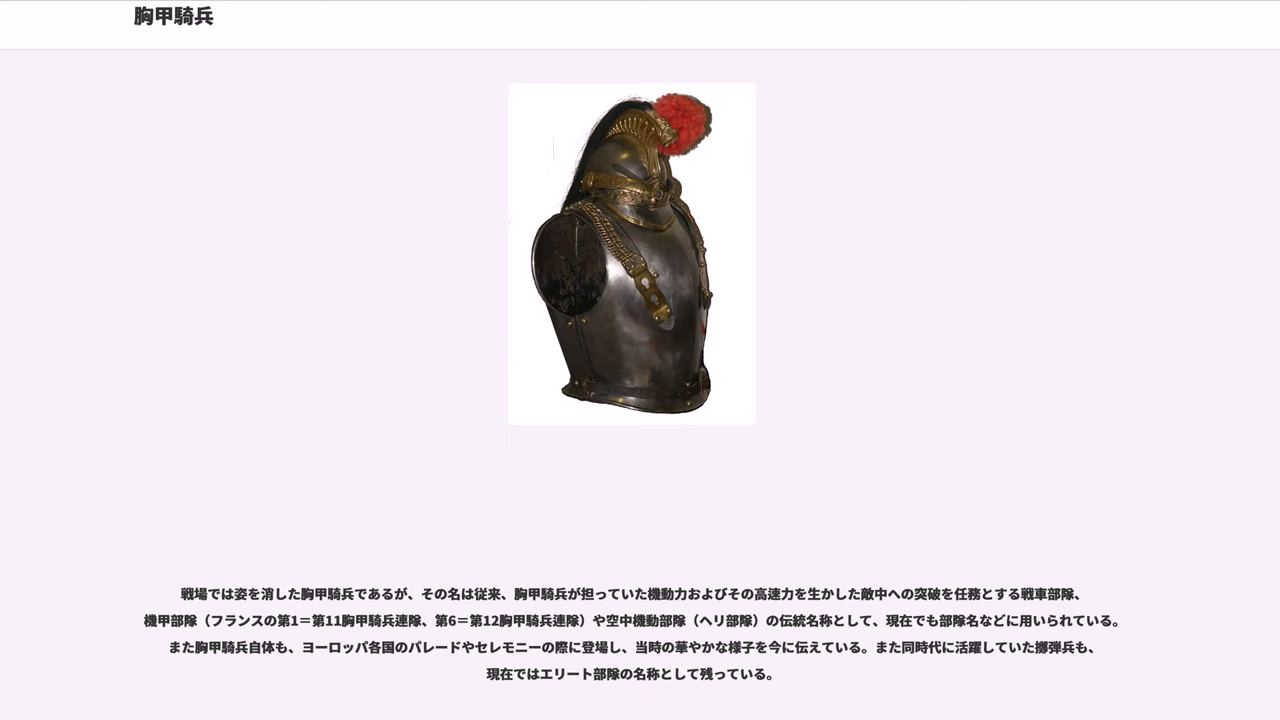 胸甲騎兵
戦場では姿を消した胸甲騎兵であるが、その名は従来、胸甲騎兵が担っていた機動力およびその高速力を生かした敵中への突破を任務とする戦車部隊、
機甲部隊（フランスの第1＝第11胸甲騎兵連隊、第6＝第12胸甲騎兵連隊）や空中機動部隊（ヘリ部隊）の伝統名称として、現在でも部隊名などに用いられている。
また胸甲騎兵自体も、ヨーロッパ各国のパレードやセレモニーの際に登場し、当時の華やかな様子を今に伝えている。また同時代に活躍していた擲弾兵も、
現在ではエリート部隊の名称として残っている。